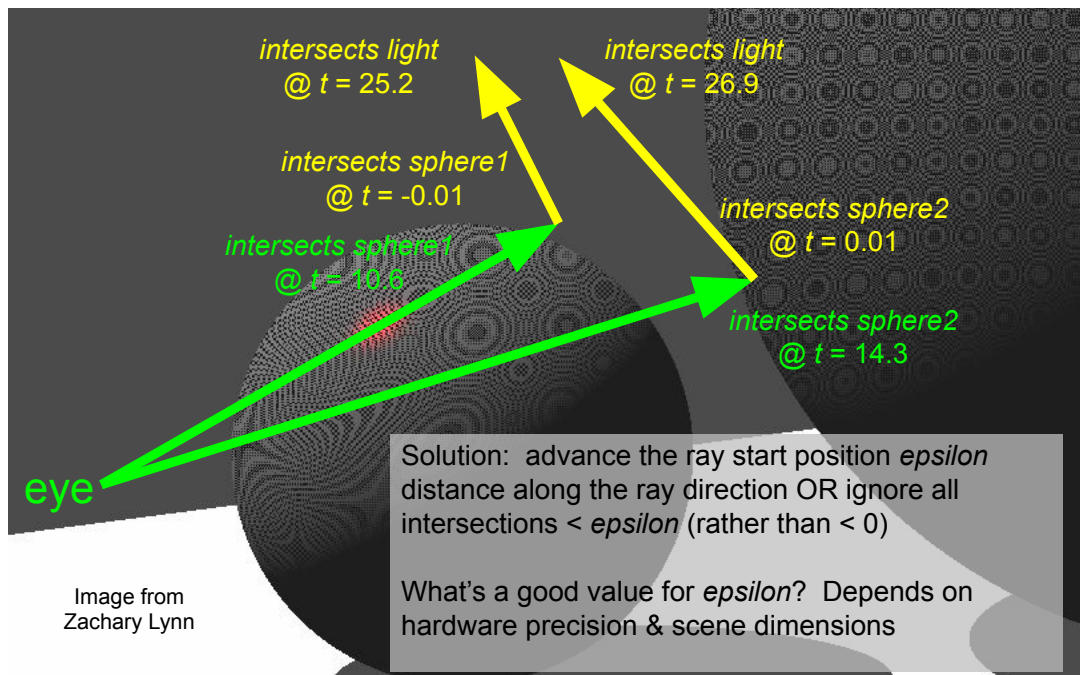 intersects light
@ t = 25.2
intersects light
@ t = 26.9
intersects sphere1
@ t = -0.01
intersects sphere2
@ t = 0.01
intersects sphere1
@ t = 10.6
intersects sphere2
@ t = 14.3
eye
Solution:  advance the ray start position epsilon
distance along the ray direction OR ignore all
intersections < epsilon (rather than < 0)
What’s a good value for epsilon?  Depends on
hardware precision & scene dimensions
Image from
Zachary Lynn